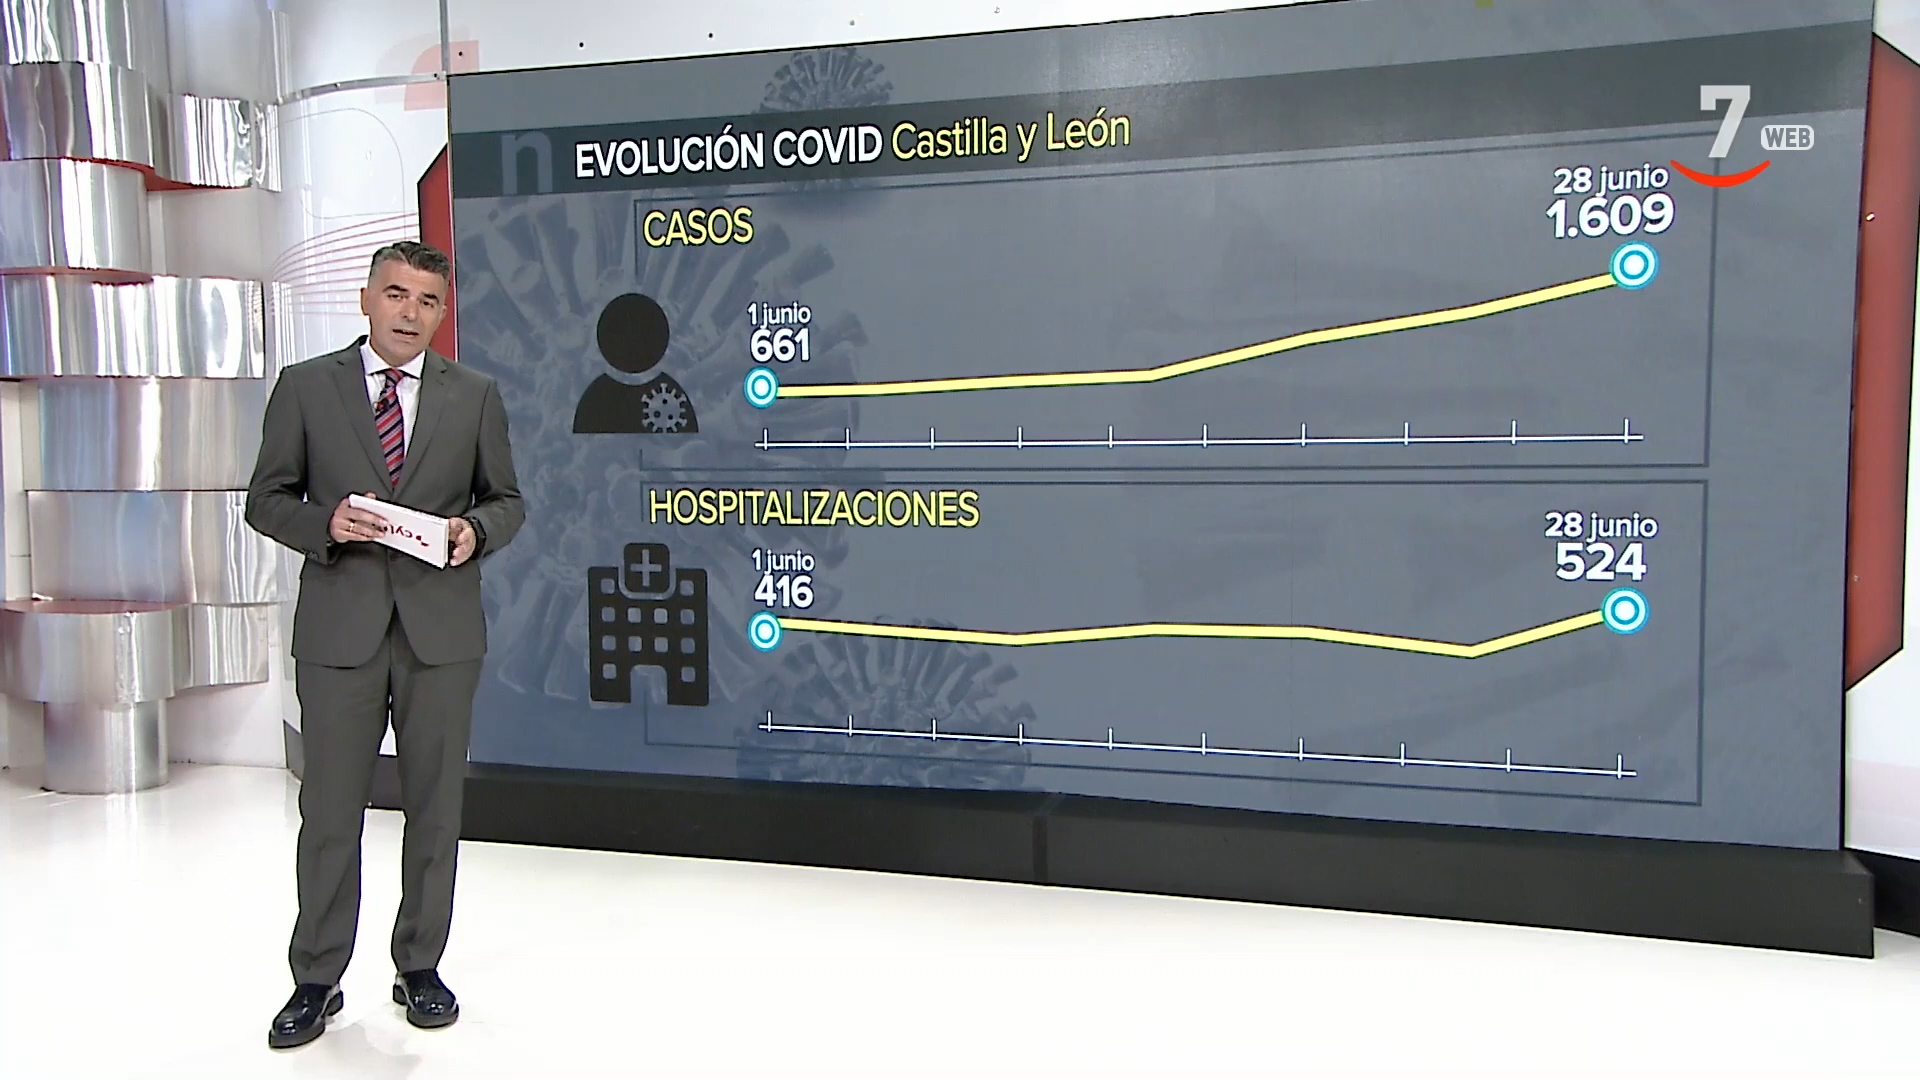 7
WEB
n
EVOLUCIÓN COVID Castilla y León
CASOS
28 junio
1.609
1 junio
661
HOSPITALIZACIONES
28 junio
524
1 junio
416